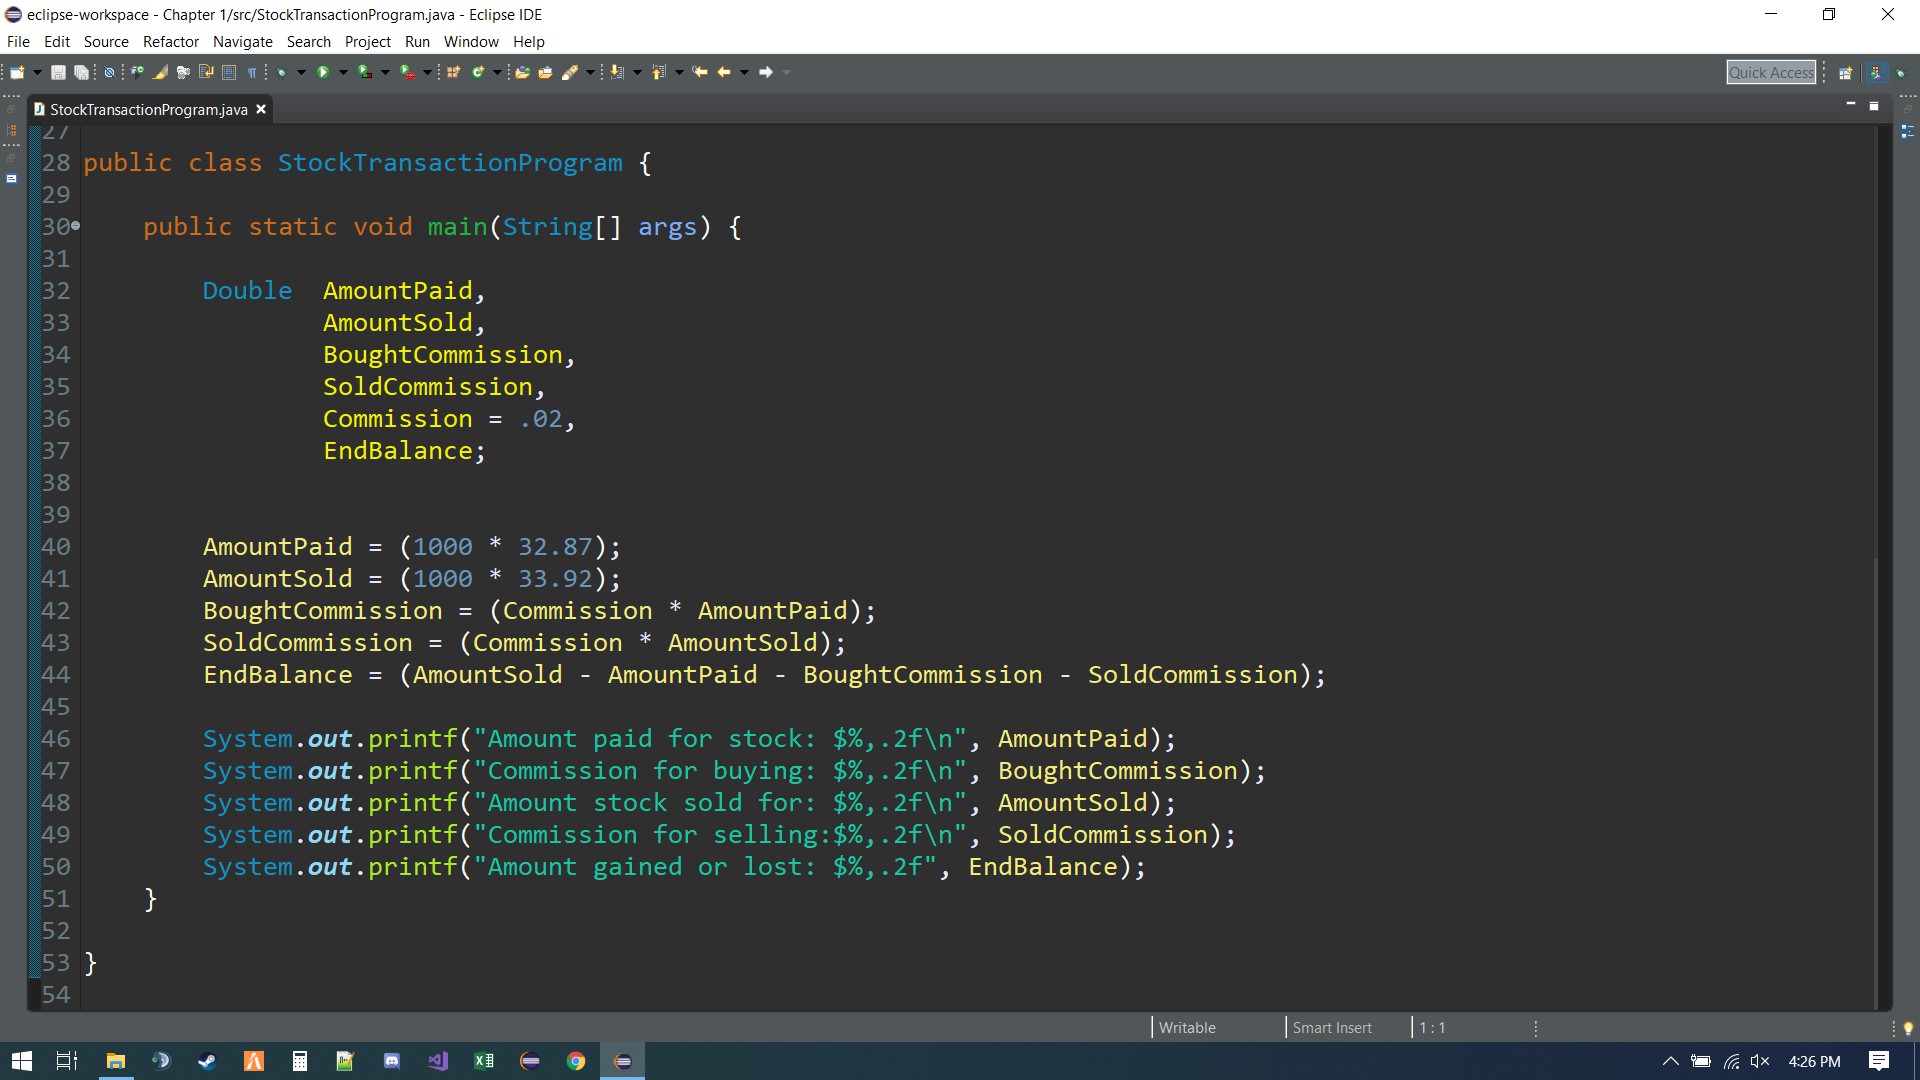 eclipse-workspace - Chapter 1/src/StockTransactionProgram.java - Eclipse IDE
File Edit Source Refactor Navigate Search Project Run Window Help
Quick Access
StockTransactionProgram.java
27
28 public class StockTransactionProgram {
29
30 public static void main(String[] args) {
31
32 Double AmountPaid,
33 AmountSold,
34 BoughtCommission,
35 SoldCommission,
36 Commission = .02,
37 EndBalance;
38
39
40 AmountPaid = (1000 * 32.87);
41 AmountSold = (1000 * 33.92);
42 BoughtCommission = (Commission * AmountPaid);
43 SoldCommission = (Commission * AmountSold);
44 EndBalance = (AmountSold - AmountPaid - BoughtCommission - SoldCommission);
45
46 System.out.printf("Amount paid for stock: $%,.2f\n", AmountPaid);
47 System.out.printf("Commission for buying: $%,.2f\n", BoughtCommission);
48 System.out.printf("Amount stock sold for: $%,.2f\n", AmountSold);
49 System.out.printf("Commission for selling:$%,.2f\n", SoldCommission);
50 System.out.printf("Amount gained or lost: $%,.2f", EndBalance);
51 }
52
53 }
54
Writable Smart Insert 1 : 1
4:26 PM